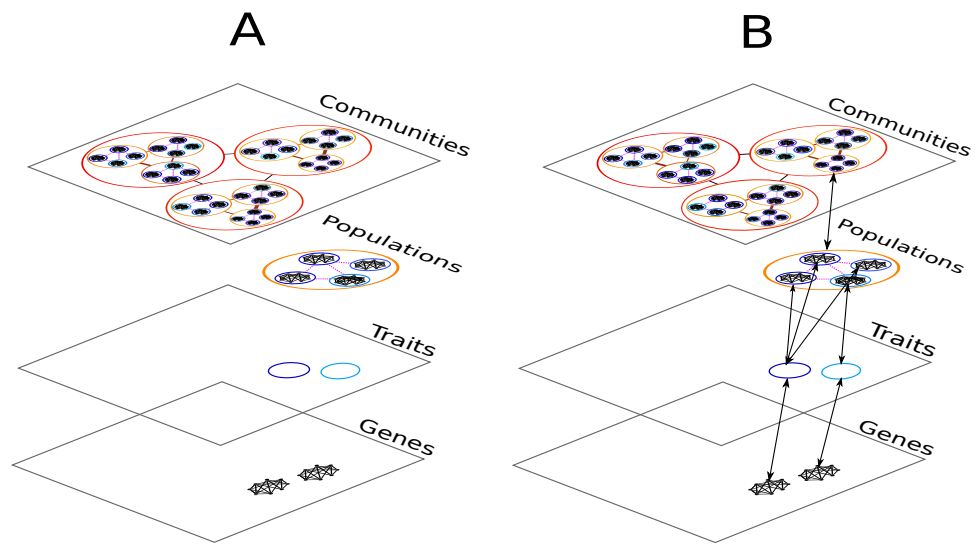 A
B
Communities
Communities
Populations
Populations
Traits
Traits
Genes
Genes